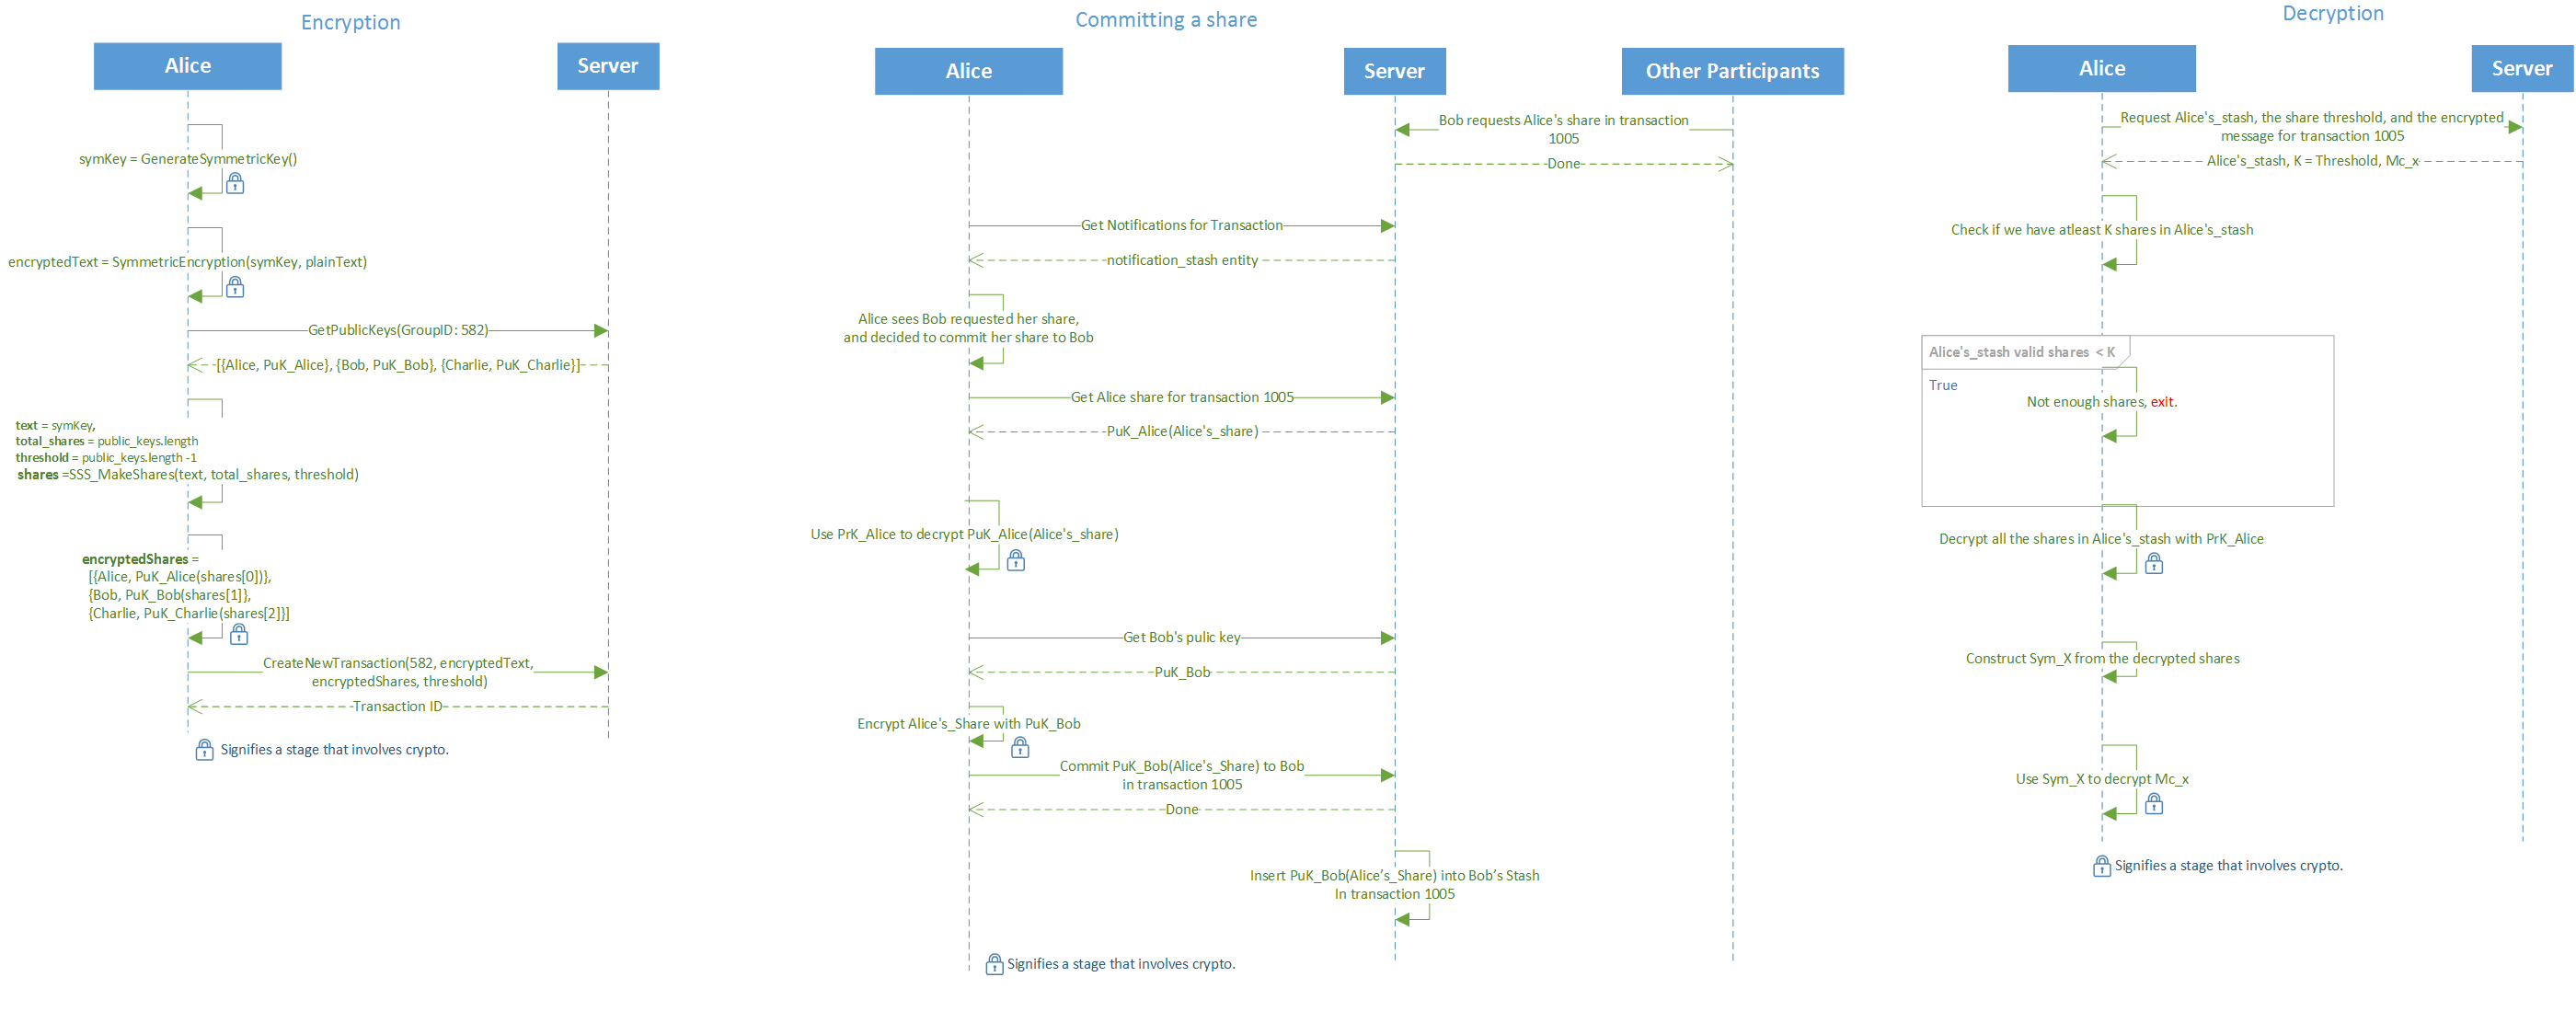 Encryption
Alice
Server
symKey = GenerateSymmetricKey()
encryptedText = SymmetricEncryption(symKey, plainText)
GetPublicKeys(GroupID: 582)
[{Alice, PuK_Alice}, {Bob, PuK_Bob}, {Charlie, PuK_Charlie}]
text = symKey,
total_shares = public_keys.length
threshold = public_keys.length -1
shares =SSS_MakeShares(text, total_shares, threshold)
encryptedShares =
[{Alice, PuK_Alice(shares[0])},
{Bob, PuK_Bob(shares[1]},
{Charlie, PuK_Charlie(shares[2]}]
CreateNewTransaction(582, encryptedText,
encryptedShares, threshold)
Transaction ID
Signifies a stage that involves crypto.
Committing a share
Alice
Server
Other Participants
Bob requests Alice's share in transaction
1005
Done
Get Notifications for Transaction
notification_stash entity
Alice sees Bob requested her share,
and decided to commit her share to Bob
Get Alice share for transaction 1005
PuK_Alice(Alice's_share)
Use PrK_Alice to decrypt PuK_Alice(Alice's_share)
Get Bob's pulic key
PuK_Bob
Encrypt Alice's_Share with PuK_Bob
Commit PuK_Bob(Alice's_Share) to Bob
in transaction 1005
Done
Insert PuK_Bob(Alice’s_Share) into Bob’s Stash
In transaction 1005
Signifies a stage that involves crypto.
Decryption
Alice
Server
Request Alice's_stash, the share threshold, and the encrypted
message for transaction 1005
Alice's_stash, K = Threshold, Mc_x
Check if we have atleast K shares in Alice's_stash
Alice's_stash valid shares < K
True
Not enough shares, exit.
Decrypt all the shares in Alice's_stash with PrK_Alice
Construct Sym_X from the decrypted shares
Use Sym_X to decrypt Mc_x
Signifies a stage that involves crypto.